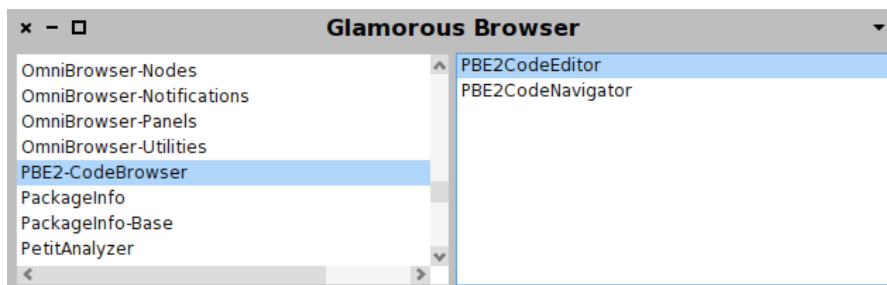 Glamorous Browser
OmniBrowser-Nodes
OmniBrowser-Notifications
OmniBrowser-Panels
OmniBrowser-Utilities
PBE2-CodeBrowser
PackageInfo
PackageInfo-Base
PetitAnalyzer
PBE2CodeEditor
PBE2CodeNavigator